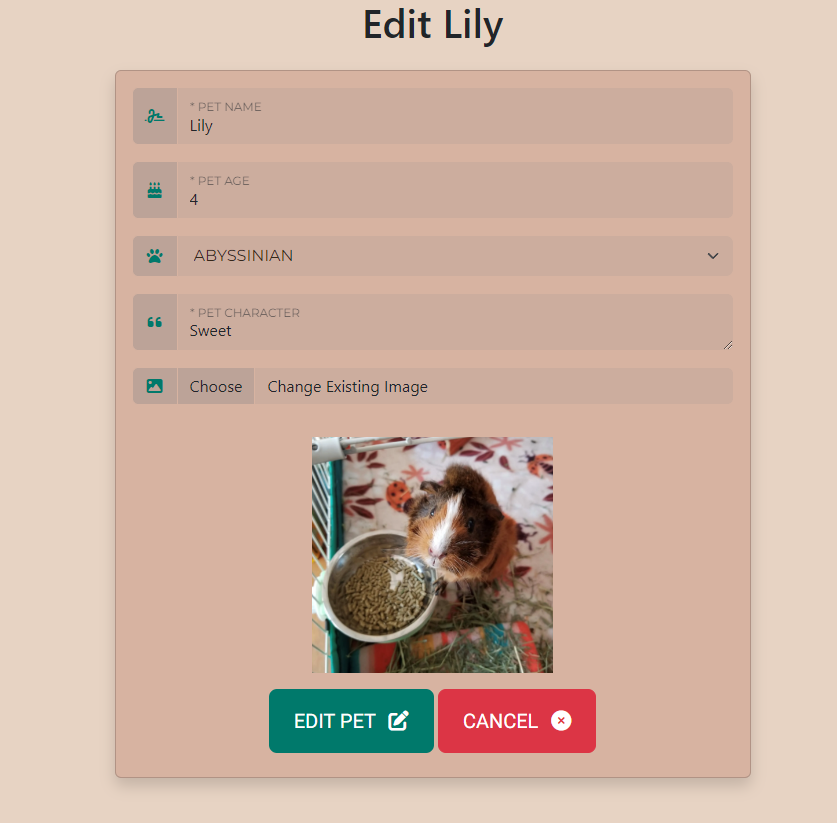 Edit Lily
* PET NAME
Lily
* PET AGE
4
ABYSSINIAN
* PET CHARACTER
Sweet
Choose Change Existing Image
EDIT PET CANCEL